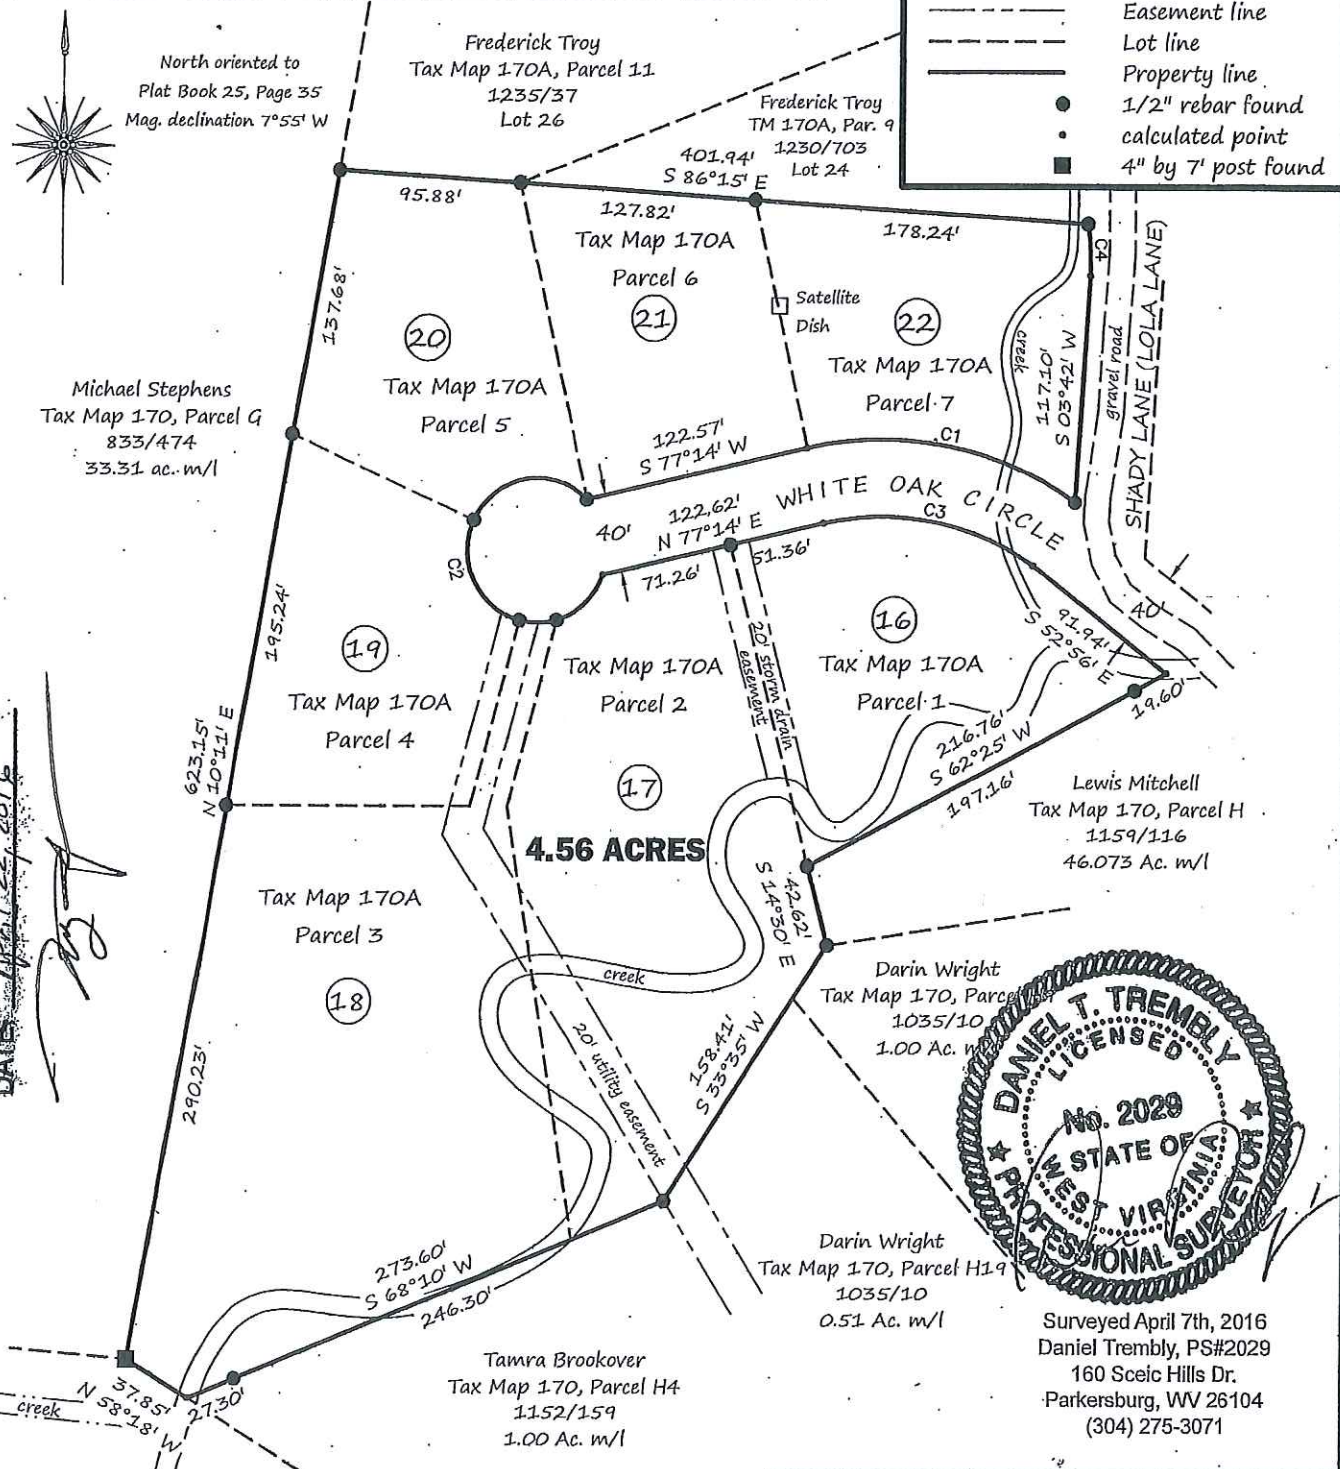 Easement line
Lot line
Property line
1/2" rebar found
calculated point
4" by 7' post found
North oriented to
Plat Book 25, Page 35
Mag. declination 7°55' W
Frederick Troy
Tax Map 170A, Parcel 11
1235/37
Lot 26
Frederick Troy
TM 170A, Par. 9
1230/703
Lot 24
401.94'
S 86°15' E
95.88'
127.82'
178.24'
C4
137.68'
Tax Map 170A
Parcel 6
21
Satellite
Dish
20
Tax Map 170A
Parcel 5
22
Tax Map 170A
Parcel 7
creek
117.10'
S 03°42' W
gravel road
SHADY LANE (LOLA LANE)
Michael Stephens
Tax Map 170, Parcel G
833/474
33.31 ac. m/l
122.57'
S 77°14' W
C1
WHITE OAK CIRCLE
40'
122.62'
N 77°14' E
C3
71.26'
51.36'
C2
195.24'
19
Tax Map 170A
Parcel 4
Tax Map 170A
Parcel 2
17
20' storm drain
easement
16
Tax Map 170A
Parcel 1
91.94'
S 52°56' E
40'
19.60'
216.76'
S 62°25' W
197.16'
623.15'
N 10°11' E
Lewis Mitchell
Tax Map 170, Parcel H
1159/116
46.073 Ac. m/l
4.56 ACRES
42.62'
S 14°30' E
Tax Map 170A
Parcel 3
18
creek
Darin Wright
Tax Map 170, Parce
1035/10
1.00 Ac. m
20' utility easement
158.41'
S 33°35' W
290.23'
DANIEL T. TREMBLY
LICENSED
No. 2029
STATE OF
WEST VIRGINIA
PROFESSIONAL SURVEYOR
273.60'
S 68°10' W
246.30'
Darin Wright
Tax Map 170, Parcel H19
1035/10
0.51 Ac. m/l
Surveyed April 7th, 2016
Daniel Trembly, PS#2029
160 Sceic Hills Dr.
Parkersburg, WV 26104
(304) 275-3071
Tamra Brookover
Tax Map 170, Parcel H4
1152/159
1.00 Ac. m/l
37.85'
N 58°18' W
27.30'
creek